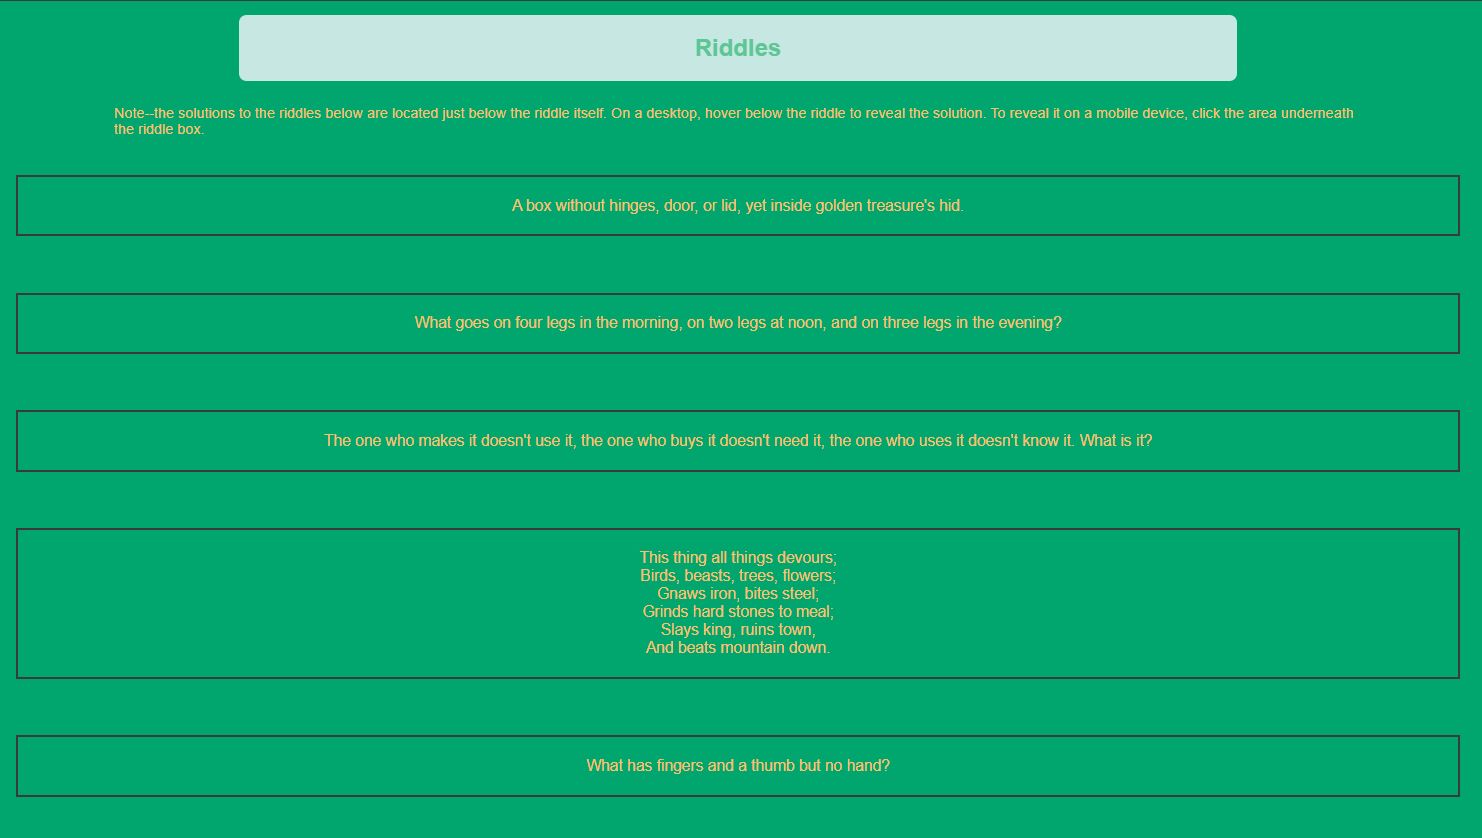 Riddles
Note--the solutions to the riddles below are located just below the riddle itself. On a desktop, hover below the riddle to reveal the solution. To reveal it on a mobile device, click the area underneath
the riddle box.
A box without hinges, door, or lid, yet inside golden treasure's hid.
What goes on four legs in the morning, on two legs at noon, and on three legs in the evening?
The one who makes it doesn't use it, the one who buys it doesn't need it, the one who uses it doesn't know it. What is it?
This thing all things devours;
Birds, beasts, trees, flowers;
Gnaws iron, bites steel;
Grinds hard stones to meal;
Slays king, ruins town,
And beats mountain down.
What has fingers and a thumb but no hand?